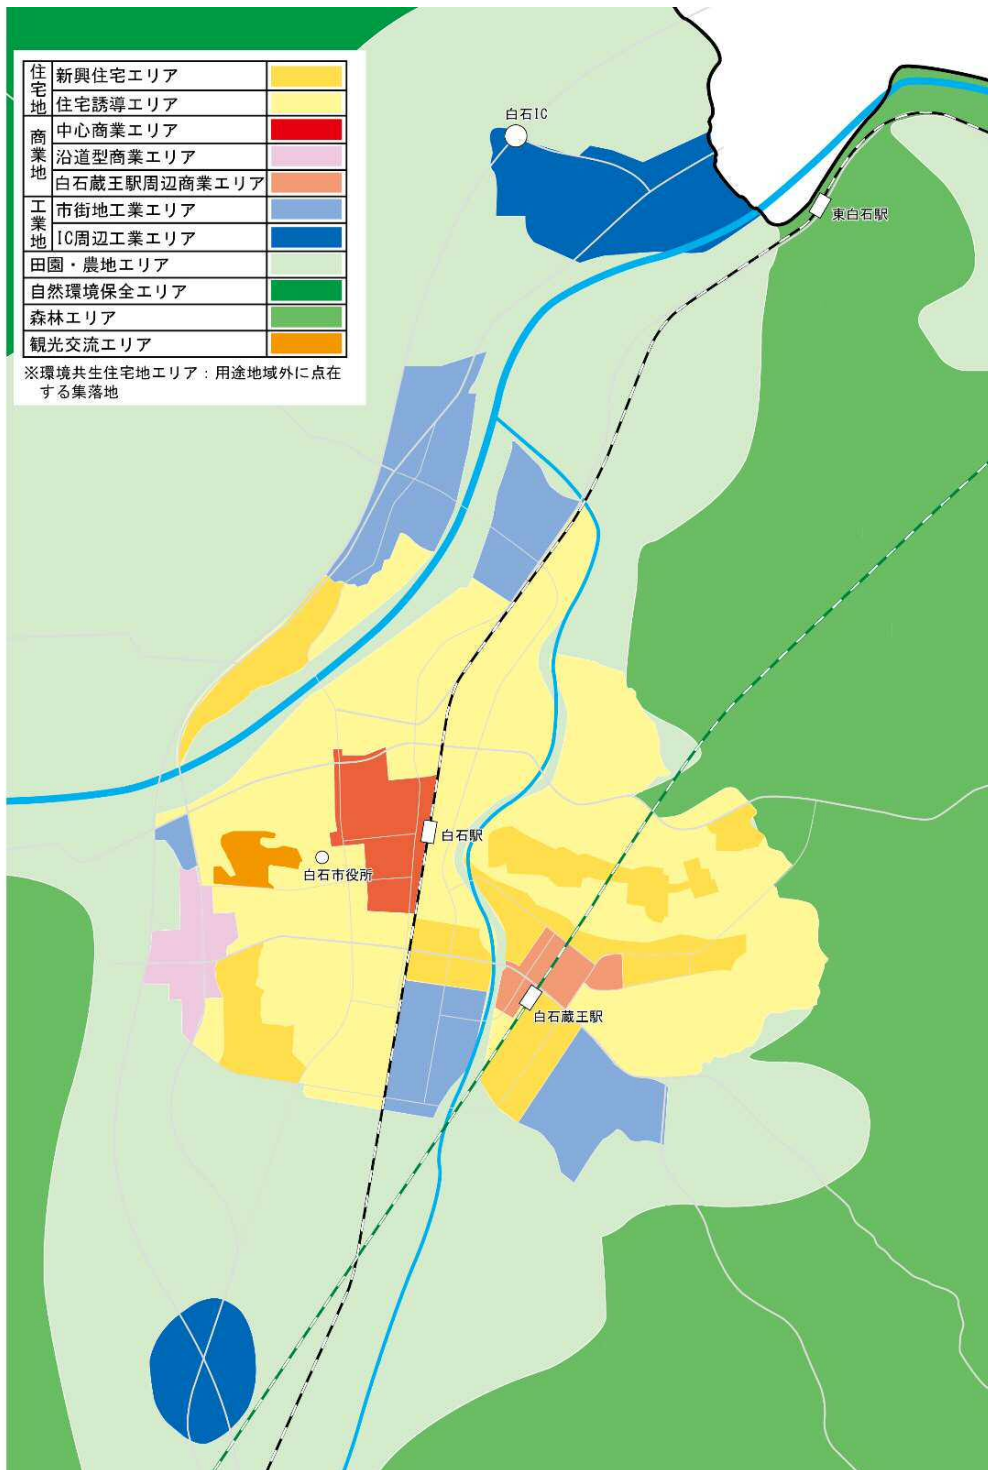 住宅地
新興住宅エリア
住宅誘導エリア
商業地
中心商業エリア
沿道型商業エリア
白石蔵王駅周辺商業エリア
工業地
市街地工業エリア
IC周辺工業エリア
田園・農地エリア
自然環境保全エリア
森林エリア
観光交流エリア
※環境共生住宅地エリア：用途地域外に点在
する集落地
白石IC
東白石駅
白石駅
白石市役所
白石蔵王駅